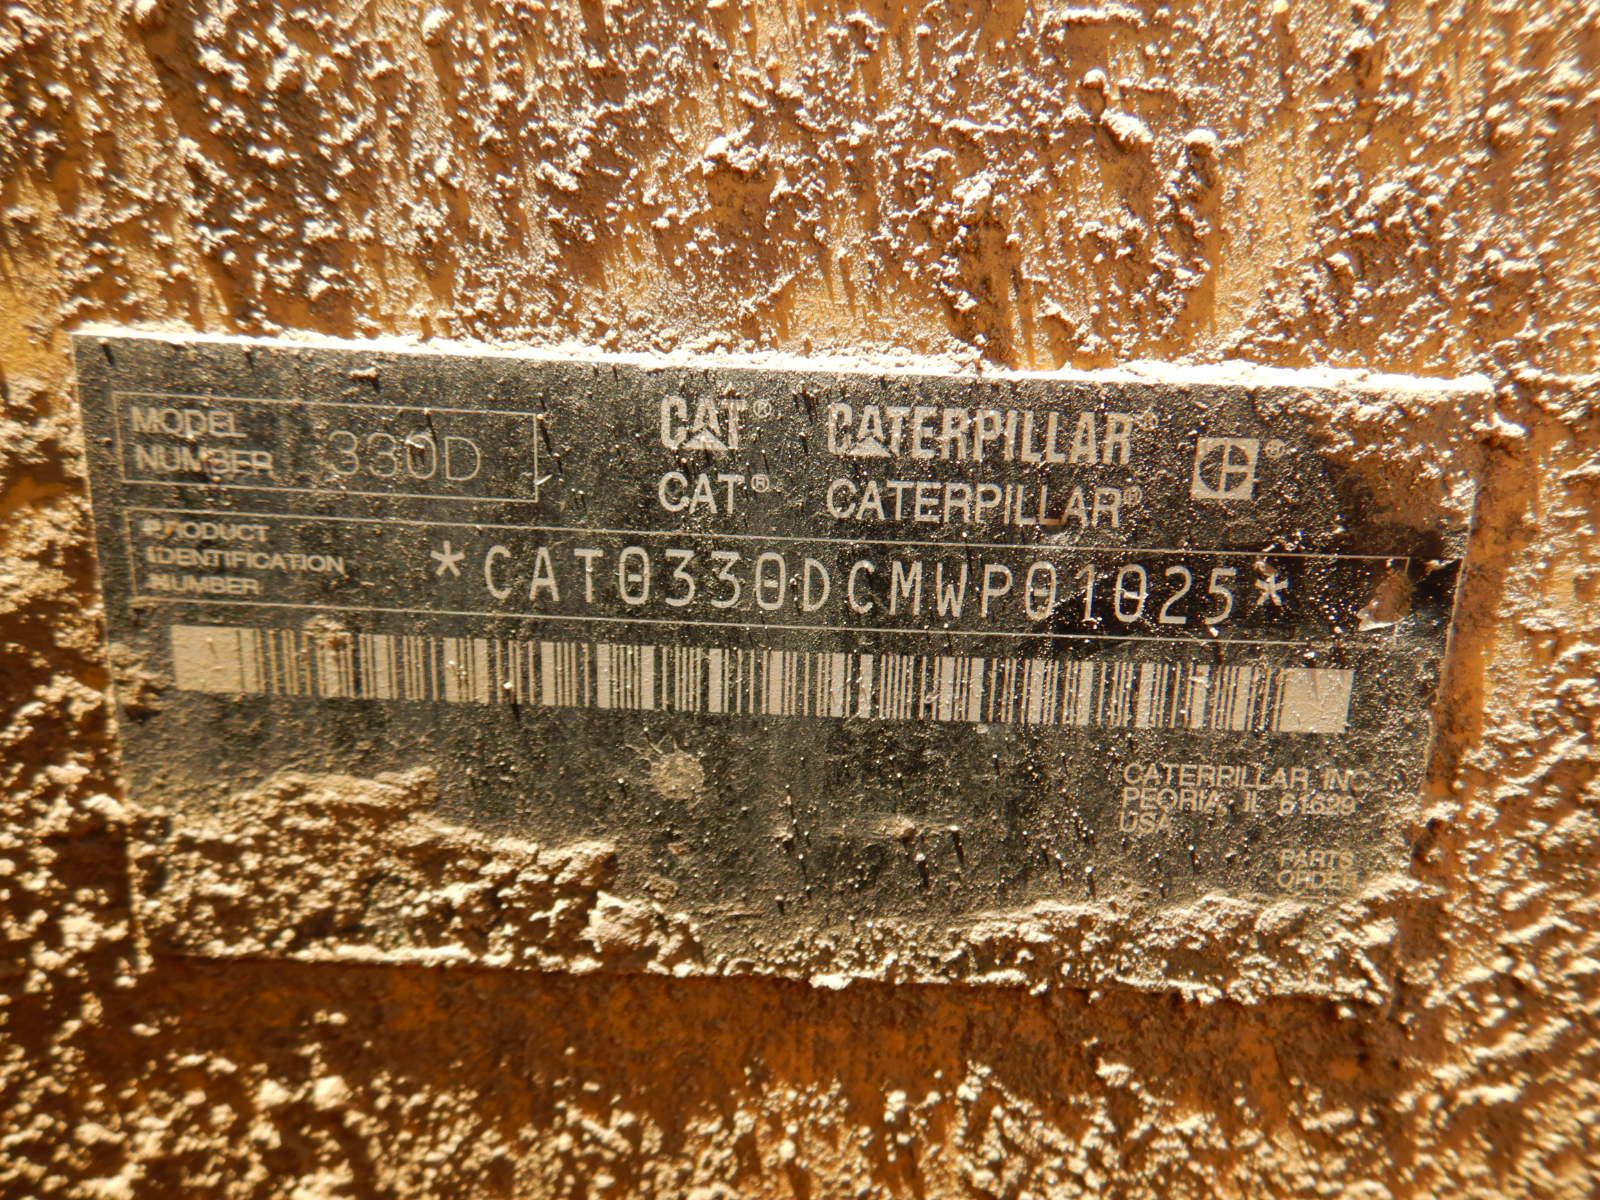 MODEL
NUMBER 330D
CAT® CATERPILLAR®
CAT® CATERPILLAR®
PRODUCT
IDENTIFICATION
NUMBER
*CAT0330DCMWP01025*
CATERPILLAR INC.
PEORIA, IL 61629
USA
PARTS
ORDER